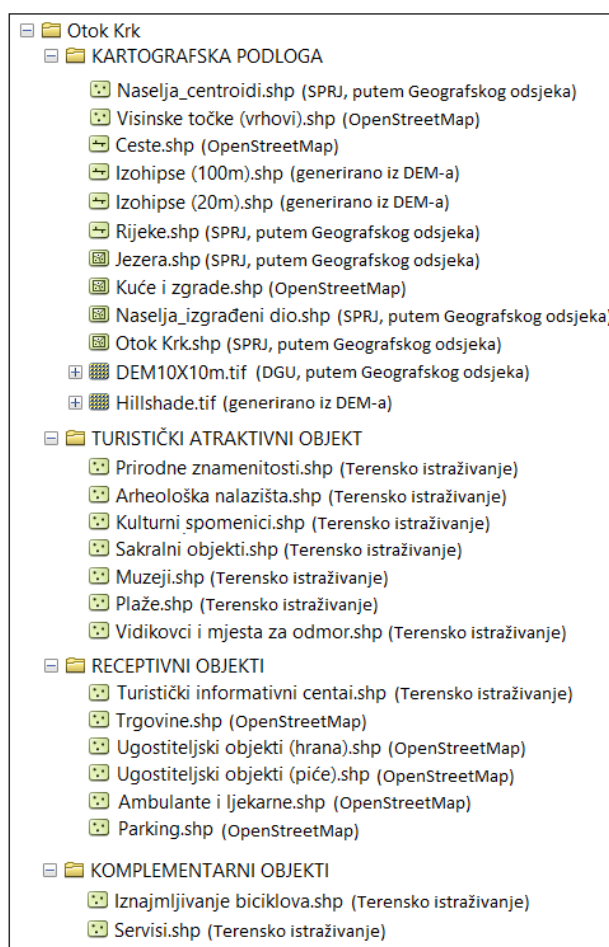 Otok Krk
KARTOGRAFSKA PODLOGA
Naselja_centroidi.shp (SPRJ, putem Geografskog odsjeka)
Visinske točke (vrhovi).shp (OpenStreetMap)
Ceste.shp (OpenStreetMap)
Izohipse (100m).shp (generirano iz DEM-a)
Izohipse (20m).shp (generirano iz DEM-a)
Rijeke.shp (SPRJ, putem Geografskog odsjeka)
Jezera.shp (SPRJ, putem Geografskog odsjeka)
Kuće i zgrade.shp (OpenStreetMap)
Naselja_izgrađeni dio.shp (SPRJ, putem Geografskog odsjeka)
Otok Krk.shp (SPRJ, putem Geografskog odsjeka)
DEM10X10m.tif (DGU, putem Geografskog odsjeka)
Hillshade.tif (generirano iz DEM-a)
TURISTIČKI ATRAKTIVNI OBJEKT
Prirodne znamenitosti.shp (Terensko istraživanje)
Arheološka nalazišta.shp (Terensko istraživanje)
Kulturni spomenici.shp (Terensko istraživanje)
Sakralni objekti.shp (Terensko istraživanje)
Muzeji.shp (Terensko istraživanje)
Plaže.shp (Terensko istraživanje)
Vidikovci i mjesta za odmor.shp (Terensko istraživanje)
RECEPTIVNI OBJEKTI
Turistički informativni centai.shp (Terensko istraživanje)
Trgovine.shp (OpenStreetMap)
Ugostiteljski objekti (hrana).shp (OpenStreetMap)
Ugostiteljski objekti (piće).shp (OpenStreetMap)
Ambulante i ljekarne.shp (OpenStreetMap)
Parking.shp (OpenStreetMap)
KOMPLEMENTARNI OBJEKTI
Iznajmljivanje biciklova.shp (Terensko istraživanje)
Servisi.shp (Terensko istraživanje)